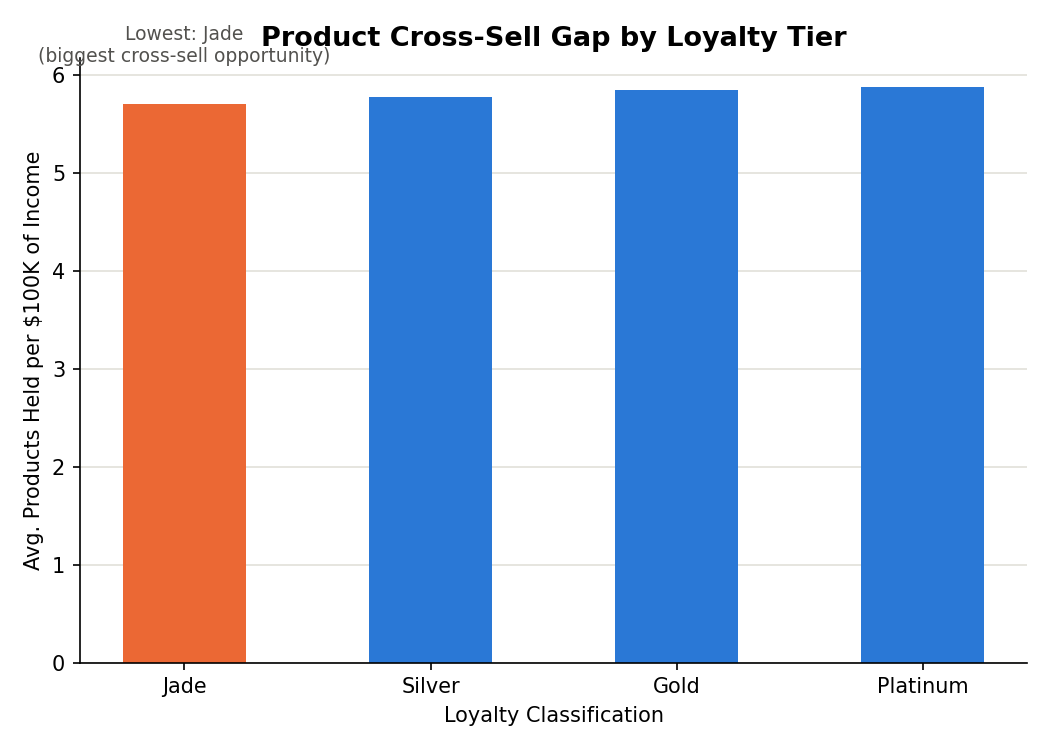 Product Cross-Sell Gap by Loyalty Tier
Lowest: Jade
(biggest cross-sell opportunity)
Avg. Products Held per $100K of Income
6
5
4
3
2
1
0
Jade
Silver
Gold
Platinum
Loyalty Classification